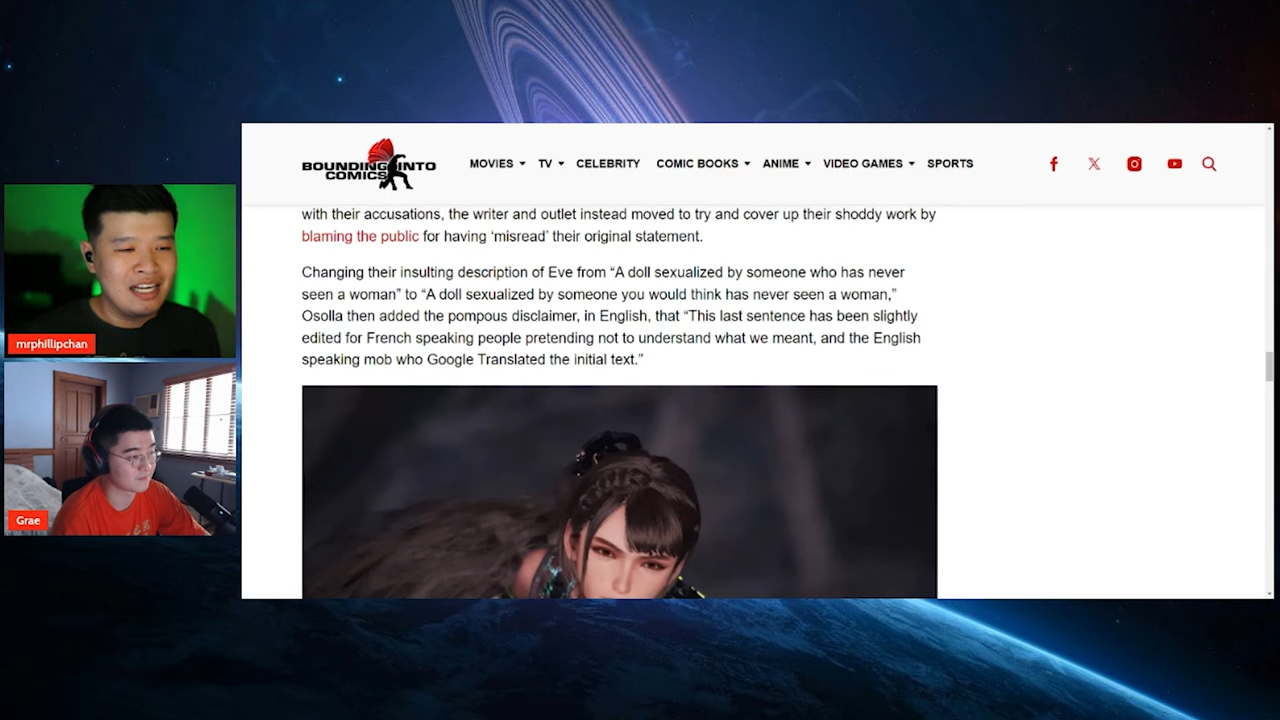 BOUNDING INTO
COMICS
MOVIES TV CELEBRITY COMIC BOOKS ANIME VIDEO GAMES SPORTS
with their accusations, the writer and outlet instead moved to try and cover up their shoddy work by
blaming the public for having ‘misread’ their original statement.
Changing their insulting description of Eve from “A doll sexualized by someone who has never
seen a woman” to “A doll sexualized by someone you would think has never seen a woman,”
Osolla then added the pompous disclaimer, in English, that “This last sentence has been slightly
edited for French speaking people pretending not to understand what we meant, and the English
speaking mob who Google Translated the initial text.”
mrphillipchan
Grae